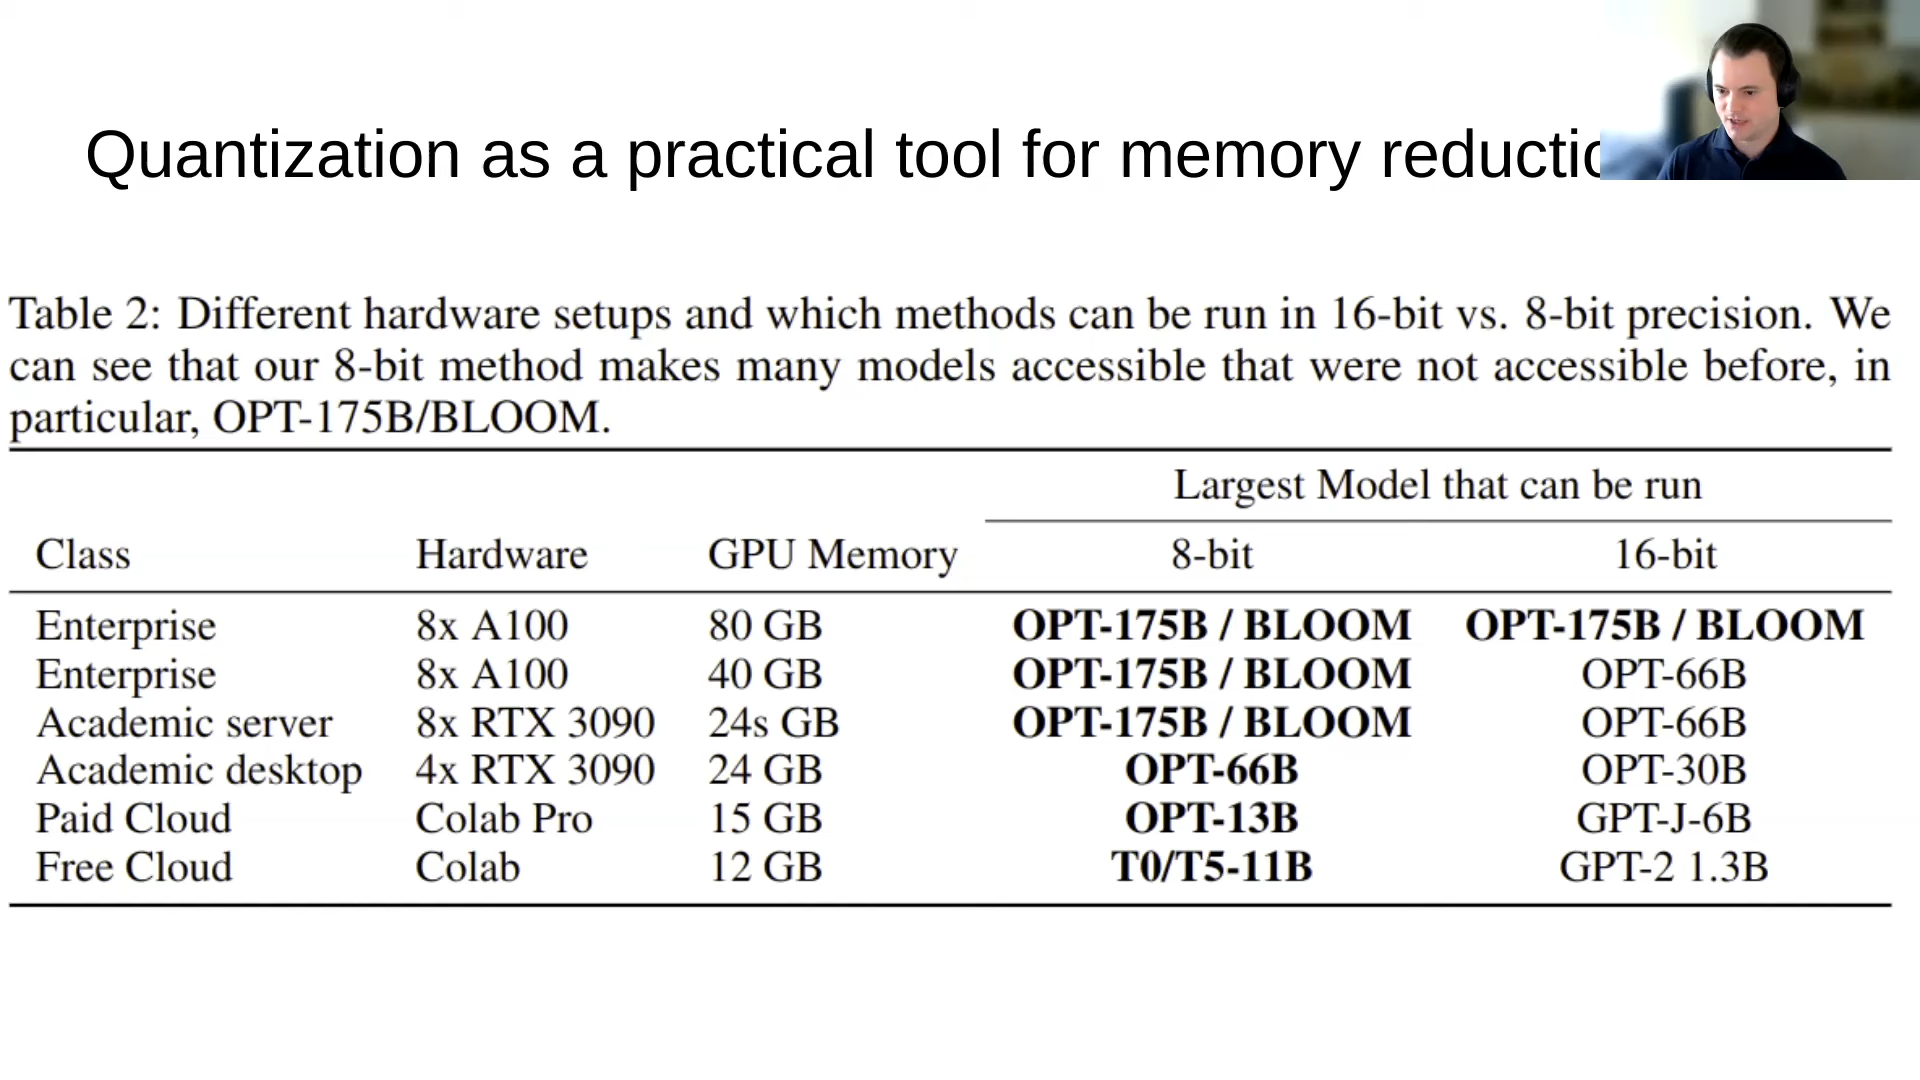 Quantization as a practical tool for memory reductio
Table 2: Different hardware setups and which methods can be run in 16-bit vs. 8-bit precision. We
can see that our 8-bit method makes many models accessible that were not accessible before, in
particular, OPT-175B/BLOOM.
Largest Model that can be run
Class Hardware GPU Memory 8-bit 16-bit
Enterprise 8x A100 80 GB OPT-175B / BLOOM OPT-175B / BLOOM
Enterprise 8x A100 40 GB OPT-175B / BLOOM OPT-66B
Academic server 8x RTX 3090 24s GB OPT-175B / BLOOM OPT-66B
Academic desktop 4x RTX 3090 24 GB OPT-66B OPT-30B
Paid Cloud Colab Pro 15 GB OPT-13B GPT-J-6B
Free Cloud Colab 12 GB T0/T5-11B GPT-2 1.3B